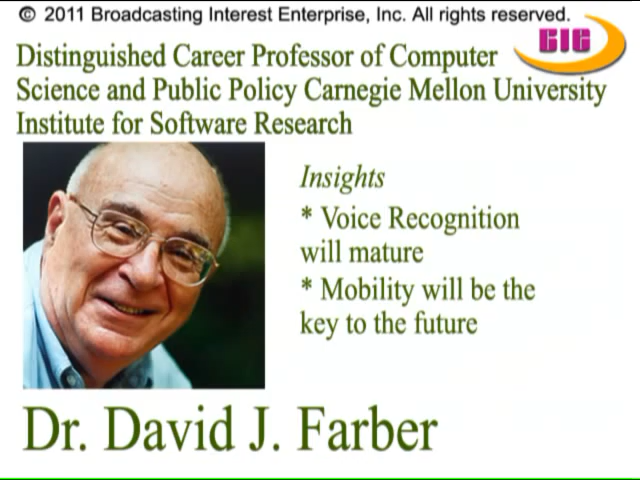 © 2011 Broadcasting Interest Enterprise, Inc. All rights reserved.
BIE
Distinguished Career Professor of Computer
Science and Public Policy Carnegie Mellon University
Institute for Software Research
Insights
* Voice Recognition
will mature
* Mobility will be the
key to the future
Dr. David J. Farber